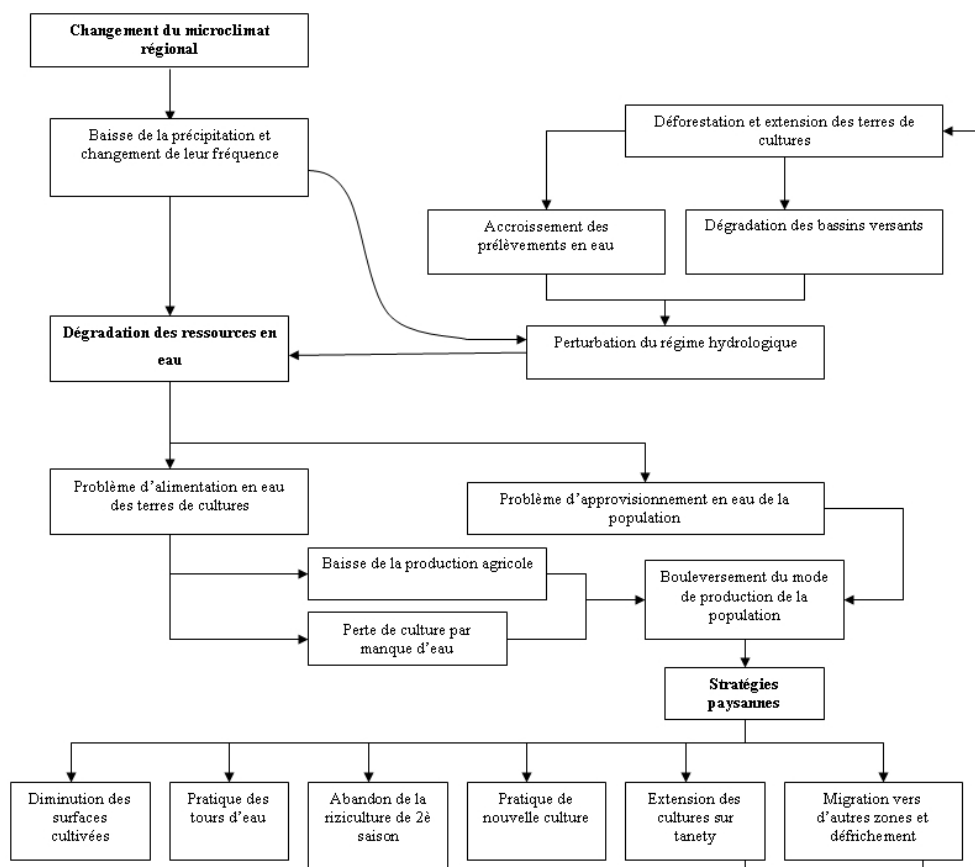 Changement du microclimat
régional
Baisse de la précipitation et
changement de leur fréquence
Déforestation et extension des terres de
cultures
Accroissement des
prélèvements en eau
Dégradation des bassins versants
Dégradation des ressources en
eau
Perturbation du régime hydrologique
Problème d'alimentation en eau
des terres de cultures
Problème d'approvisionnement en eau de la
population
Baisse de la production agricole
Bouleversement du mode
de production de la
population
Perte de culture par
manque d'eau
Stratégies
paysannes
Diminution des
surfaces
cultivées
Pratique des
tours d'eau
Abandon de la
riziculture de 2è
saison
Pratique de
nouvelle culture
Extension des
cultures sur
tanety
Migration vers
d'autres zones et
défrichement